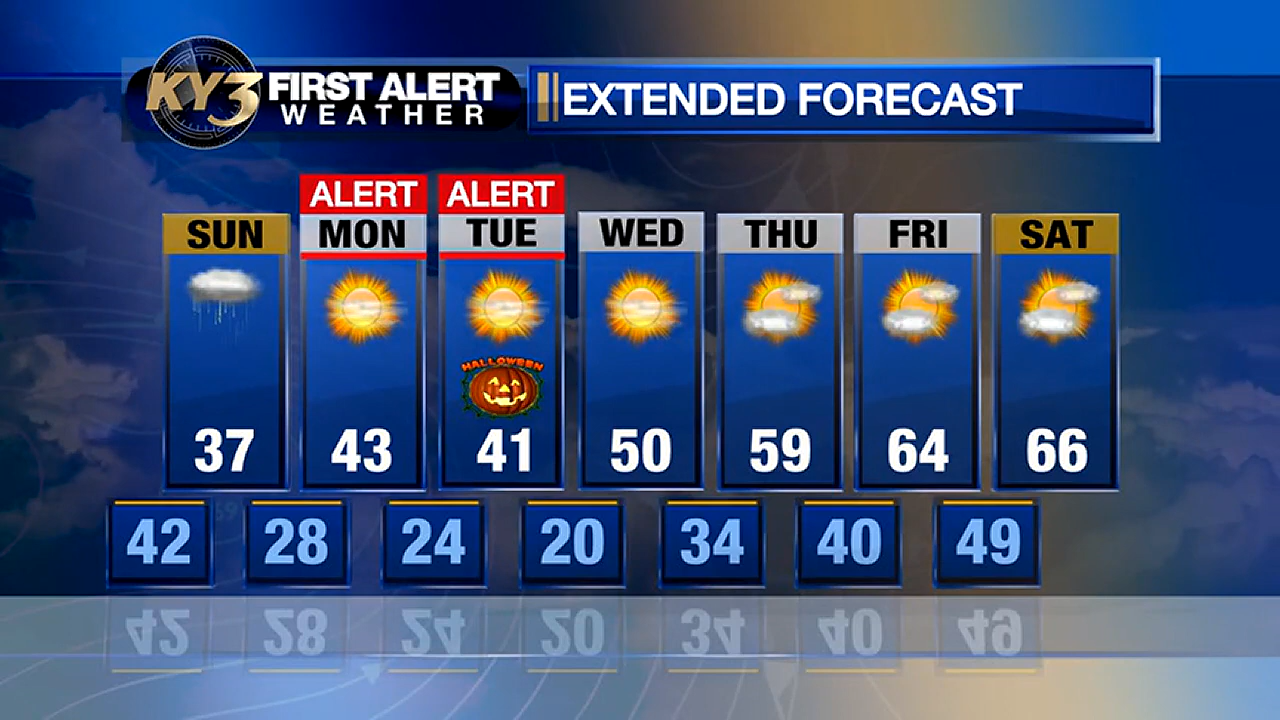 KY3 FIRST ALERT
WEATHER
EXTENDED FORECAST
ALERT ALERT
SUN MON TUE WED THU FRI SAT
HALLOWEEN
37 43 41 50 59 64 66
42 28 24 20 34 40 49